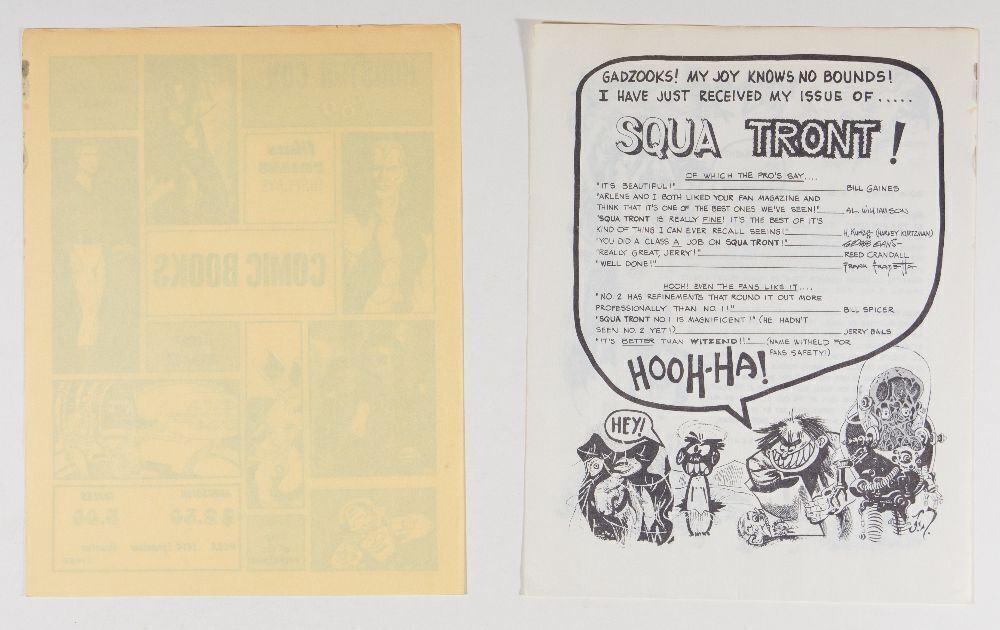 COMIC BOOKS
GADZOOKS! MY JOY KNOWS NO BOUNDS!
I HAVE JUST RECEIVED MY ISSUE OF .....
SQUA TRONT!
OF WHICH THE PRO'S SAY....
"IT'S BEAUTIFUL!" BILL GAINES
"ARLENE AND I BOTH LIKED YOUR FAN MAGAZINE AND
THINK THAT IT'S ONE OF THE BEST ONES WE'VE SEEN!" AL WILLIAMSON
"SQUA TRONT IS REALLY FINE! IT'S THE BEST OF IT'S
KIND OF THING I CAN EVER RECALL SEEING!" H. Kurtz (HARVEY KURTZMAN)
"YOU DID A CLASS A JOB ON SQUA TRONT!" GEORGE EVANS
"REALLY GREAT, JERRY!" REED CRANDALL
"WELL DONE!" FRANK FRAZETTA
HOOH! EVEN THE FANS LIKE IT....
"NO. 2 HAS REFINEMENTS THAT ROUND IT OUT MORE
PROFESSIONALLY THAN NO. 1!" BILL SPICER
"SQUA TRONT NO. 1 IS MAGNIFICENT!" (HE HADN'T
SEEN NO. 2 YET!) JERRY BAILS
"IT'S BETTER THAN WITZEND!!" (NAME WITHELD FOR
FANS SAFETY!)
HOOH-HA!
HEY!